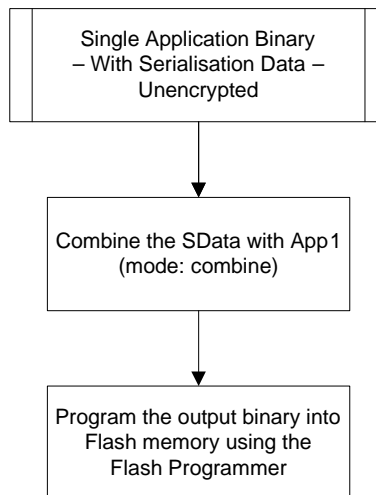 Single Application Binary
– With Serialisation Data –
Unencrypted
Combine the SData with App1
(mode: combine)
Program the output binary into
Flash memory using the
Flash Programmer